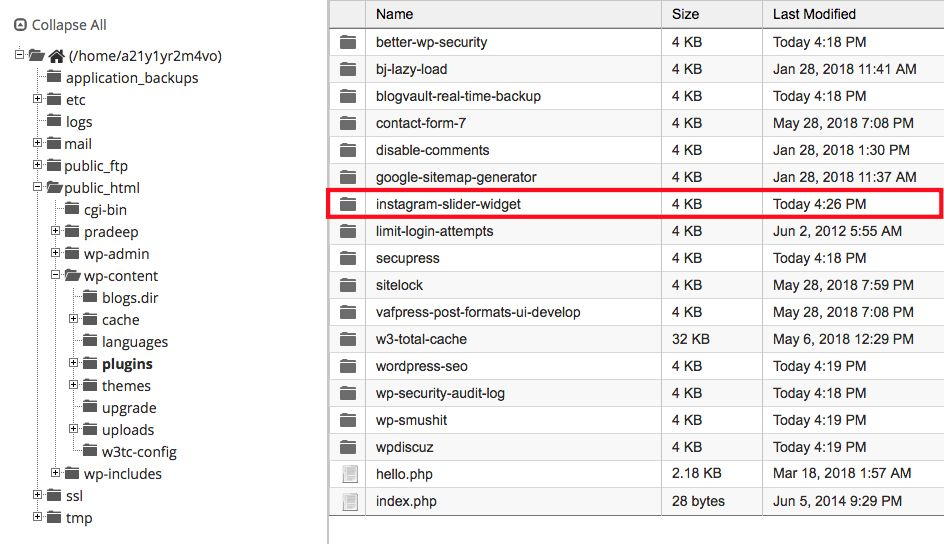 Collapse All
(/home/a21y1yr2m4vo)
application_backups
etc
logs
mail
public_ftp
public_html
cgi-bin
pradeep
wp-admin
wp-content
blogs.dir
cache
languages
plugins
themes
upgrade
uploads
w3tc-config
wp-includes
ssl
tmp
Name Size Last Modified
better-wp-security 4 KB Today 4:18 PM
bj-lazy-load 4 KB Jan 28, 2018 11:41 AM
blogvault-real-time-backup 4 KB Today 4:18 PM
contact-form-7 4 KB May 28, 2018 7:08 PM
disable-comments 4 KB Jan 28, 2018 1:30 PM
google-sitemap-generator 4 KB Jan 28, 2018 11:37 AM
instagram-slider-widget 4 KB Today 4:26 PM
limit-login-attempts 4 KB Jun 2, 2012 5:55 AM
secupress 4 KB Today 4:18 PM
sitelock 4 KB May 28, 2018 7:59 PM
vafpress-post-formats-ui-develop 4 KB May 28, 2018 7:08 PM
w3-total-cache 32 KB May 6, 2018 12:29 PM
wordpress-seo 4 KB Today 4:19 PM
wp-security-audit-log 4 KB Today 4:18 PM
wp-smushit 4 KB Today 4:19 PM
wpdiscuz 4 KB Today 4:19 PM
hello.php 2.18 KB Mar 18, 2018 1:57 AM
index.php 28 bytes Jun 5, 2014 9:29 PM